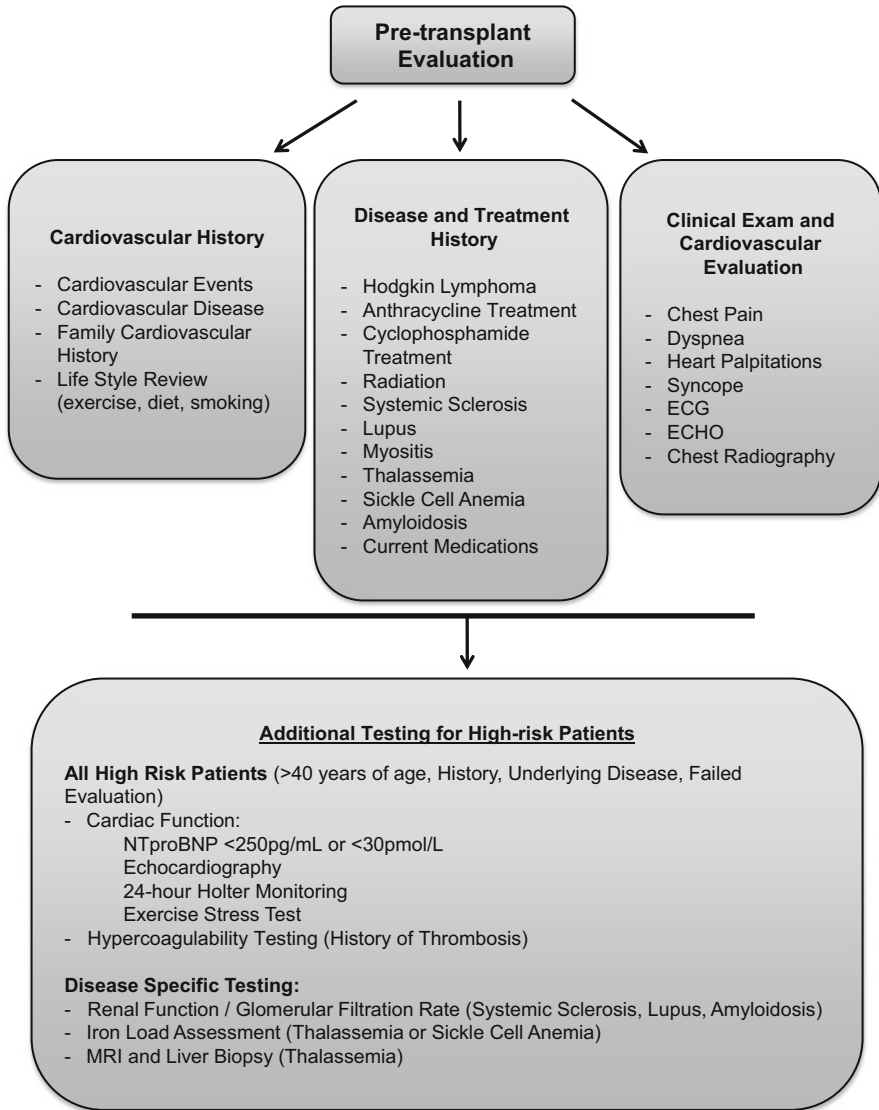 Pre-transplant
Evaluation
Cardiovascular History
- Cardiovascular Events
- Cardiovascular Disease
- Family Cardiovascular
History
- Life Style Review
(exercise, diet, smoking)
Disease and Treatment
History
- Hodgkin Lymphoma
- Anthracycline Treatment
- Cyclophosphamide
Treatment
- Radiation
- Systemic Sclerosis
- Lupus
- Myositis
- Thalassemia
- Sickle Cell Anemia
- Amyloidosis
- Current Medications
Clinical Exam and
Cardiovascular
Evaluation
- Chest Pain
- Dyspnea
- Heart Palpitations
- Syncope
- ECG
- ECHO
- Chest Radiography
Additional Testing for High-risk Patients
All High Risk Patients (>40 years of age, History, Underlying Disease, Failed
Evaluation)
- Cardiac Function:
NTproBNP <250pg/mL or <30pmol/L
Echocardiography
24-hour Holter Monitoring
Exercise Stress Test
- Hypercoagulability Testing (History of Thrombosis)
Disease Specific Testing:
- Renal Function / Glomerular Filtration Rate (Systemic Sclerosis, Lupus, Amyloidosis)
- Iron Load Assessment (Thalassemia or Sickle Cell Anemia)
- MRI and Liver Biopsy (Thalassemia)